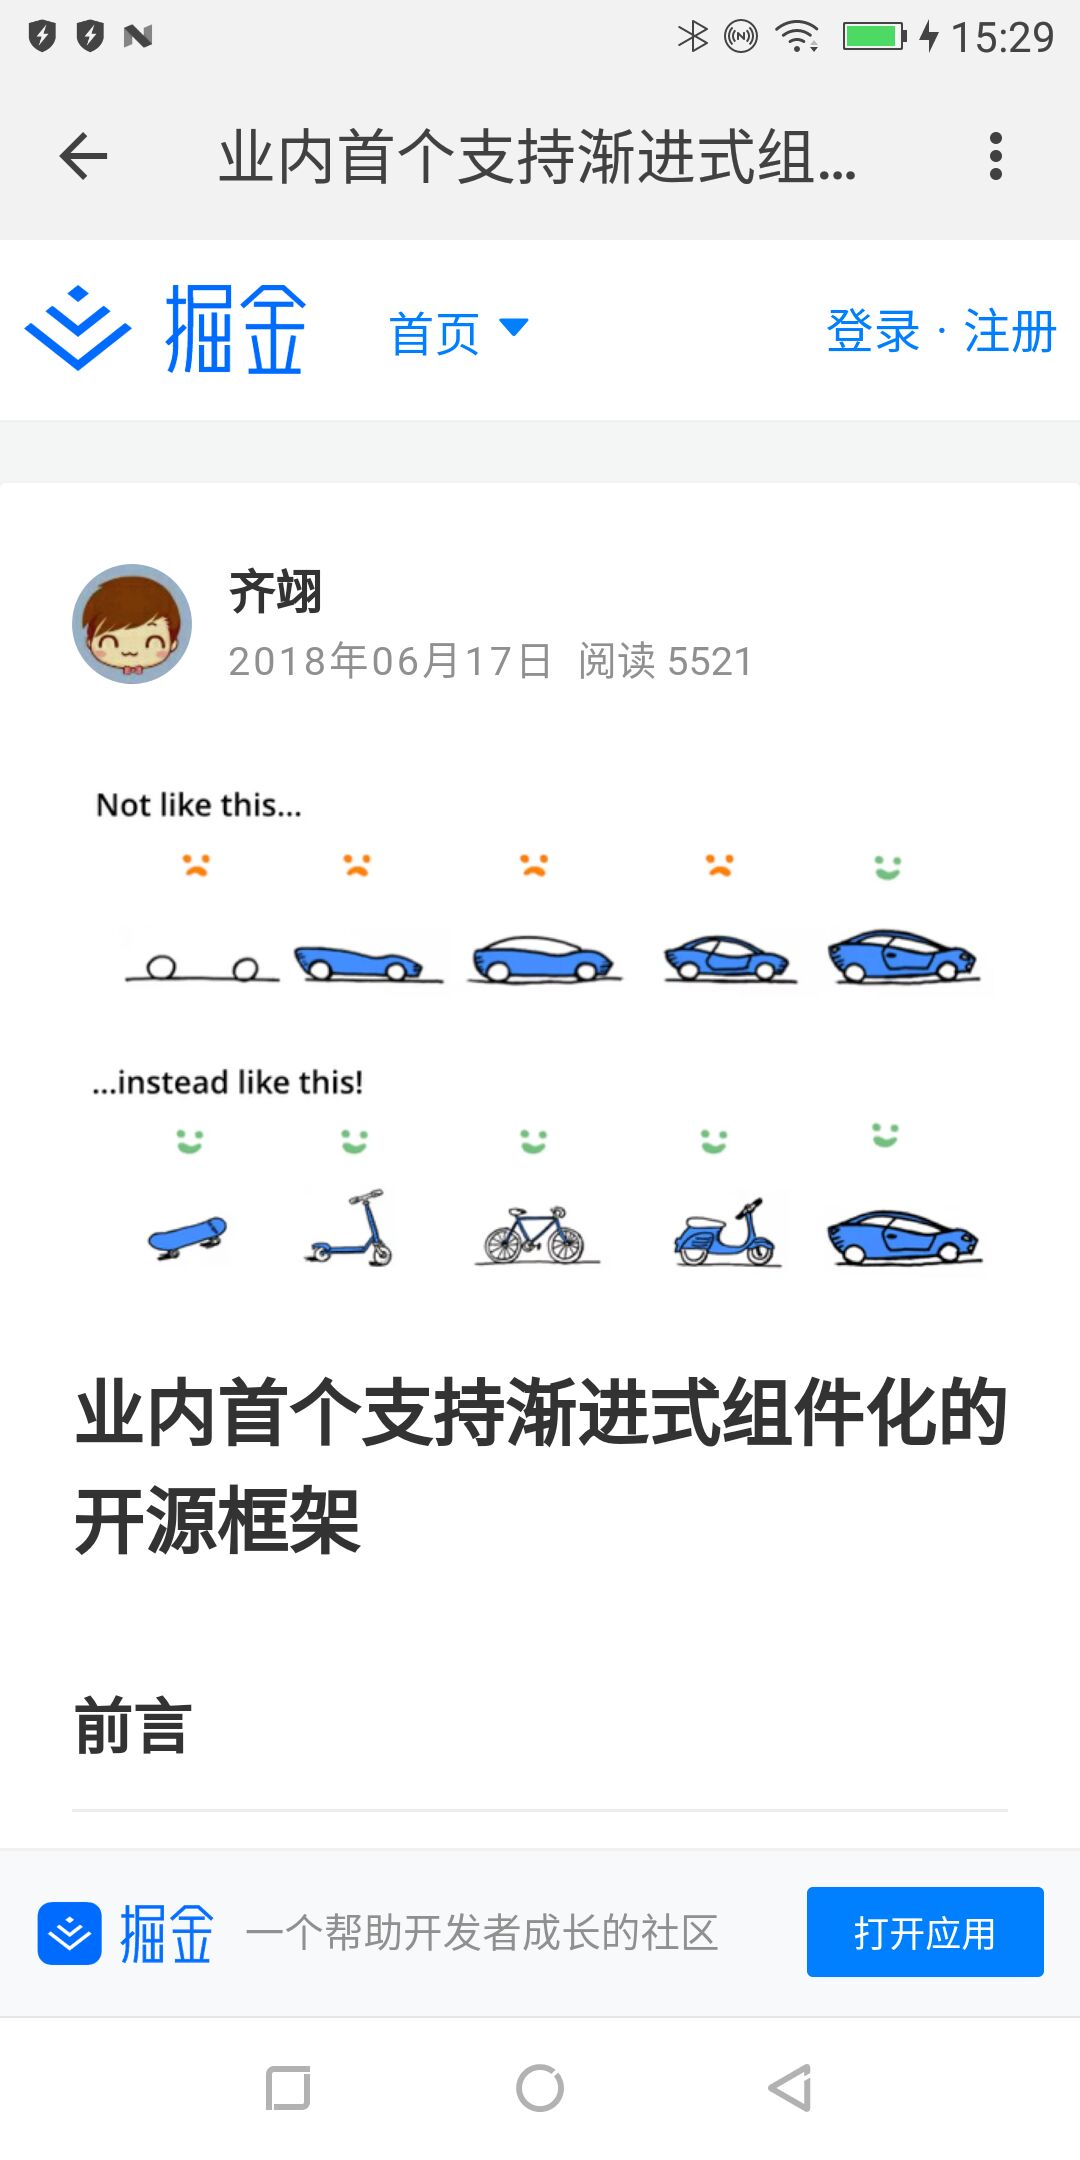 15:29
业内首个支持渐进式组...
掘金
首页
登录 · 注册
齐翊
2018年06月17日 阅读 5521
Not like this...
...instead like this!
业内首个支持渐进式组件化的
开源框架
前言
掘金 一个帮助开发者成长的社区
打开应用